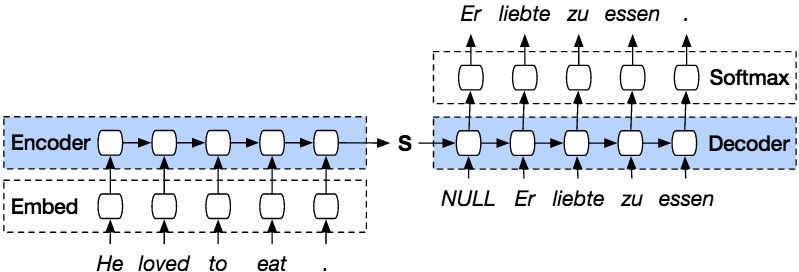 Er liebte zu essen .
Softmax
Encoder
S
Decoder
NULL Er liebte zu essen
Embed
He loved to eat .